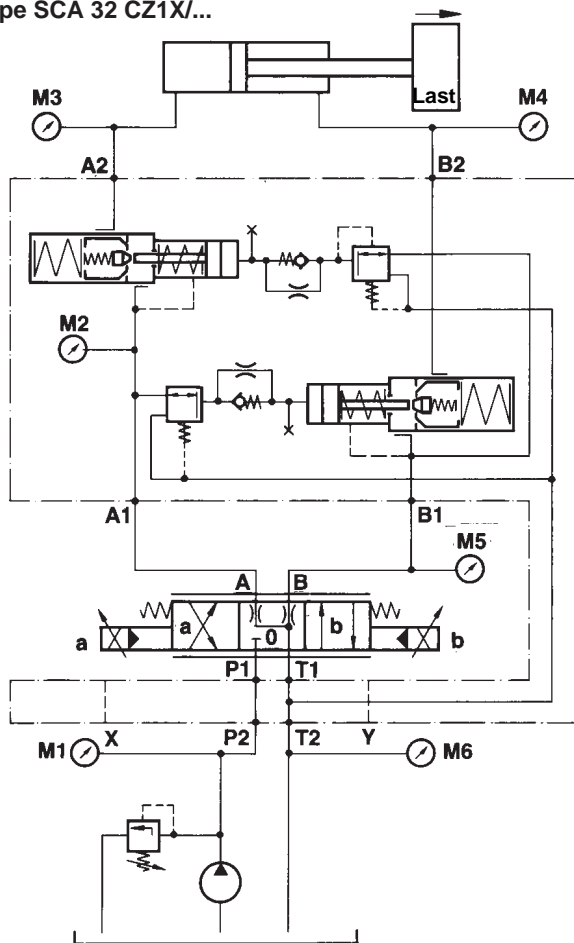 pe SCA 32 CZ1X/...
Last
M3
M4
A2
B2
M2
A1
B1
M5
A B
a
0
b
a
b
P1 T1
X
P2
T2
Y
M1
M6